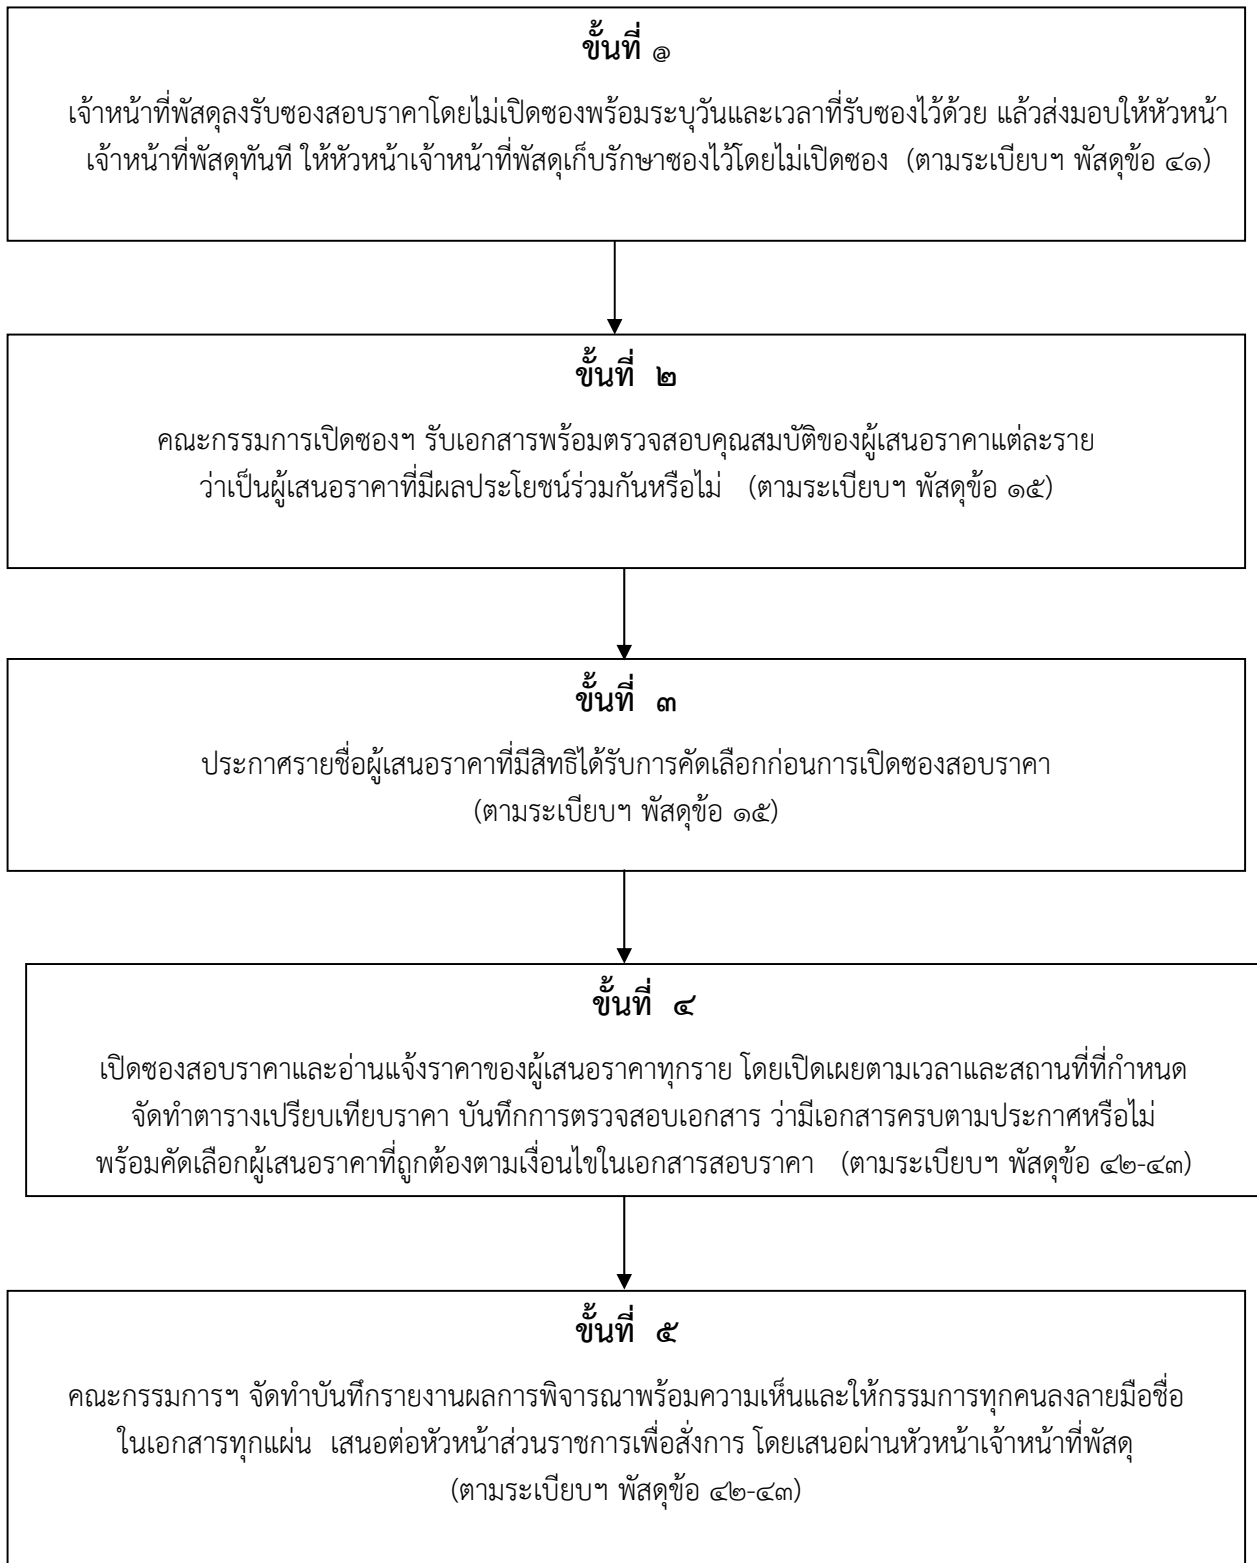 ขั้นที่ ๑
เจ้าหน้าที่พัสดุลงรับซองสอบราคาโดยไม่เปิดซองพร้อมระบุวันและเวลาที่รับซองไว้ด้วย แล้วส่งมอบให้หัวหน้า
เจ้าหน้าที่พัสดุทันที ให้หัวหน้าเจ้าหน้าที่พัสดุเก็บรักษาซองไว้โดยไม่เปิดซอง (ตามระเบียบฯ พัสดุข้อ ๔๑)
ขั้นที่ ๒
คณะกรรมการเปิดซองฯ รับเอกสารพร้อมตรวจสอบคุณสมบัติของผู้เสนอราคาแต่ละราย
ว่าเป็นผู้เสนอราคาที่มีผลประโยชน์ร่วมกันหรือไม่ (ตามระเบียบฯ พัสดุข้อ ๑๕)
ขั้นที่ ๓
ประกาศรายชื่อผู้เสนอราคาที่มีสิทธิได้รับการคัดเลือกก่อนการเปิดซองสอบราคา
(ตามระเบียบฯ พัสดุข้อ ๑๕)
ขั้นที่ ๔
เปิดซองสอบราคาและอ่านแจ้งราคาของผู้เสนอราคาทุกราย โดยเปิดเผยตามเวลาและสถานที่ที่กำหนด
จัดทำตารางเปรียบเทียบราคา บันทึกการตรวจสอบเอกสาร ว่ามีเอกสารครบตามประกาศหรือไม่
พร้อมคัดเลือกผู้เสนอราคาที่ถูกต้องตามเงื่อนไขในเอกสารสอบราคา (ตามระเบียบฯ พัสดุข้อ ๔๒-๔๓)
ขั้นที่ ๕
คณะกรรมการฯ จัดทำบันทึกรายงานผลการพิจารณาพร้อมความเห็นและให้กรรมการทุกคนลงลายมือชื่อ
ในเอกสารทุกแผ่น เสนอต่อหัวหน้าส่วนราชการเพื่อสั่งการ โดยเสนอผ่านหัวหน้าเจ้าหน้าที่พัสดุ
(ตามระเบียบฯ พัสดุข้อ ๔๒-๔๓)